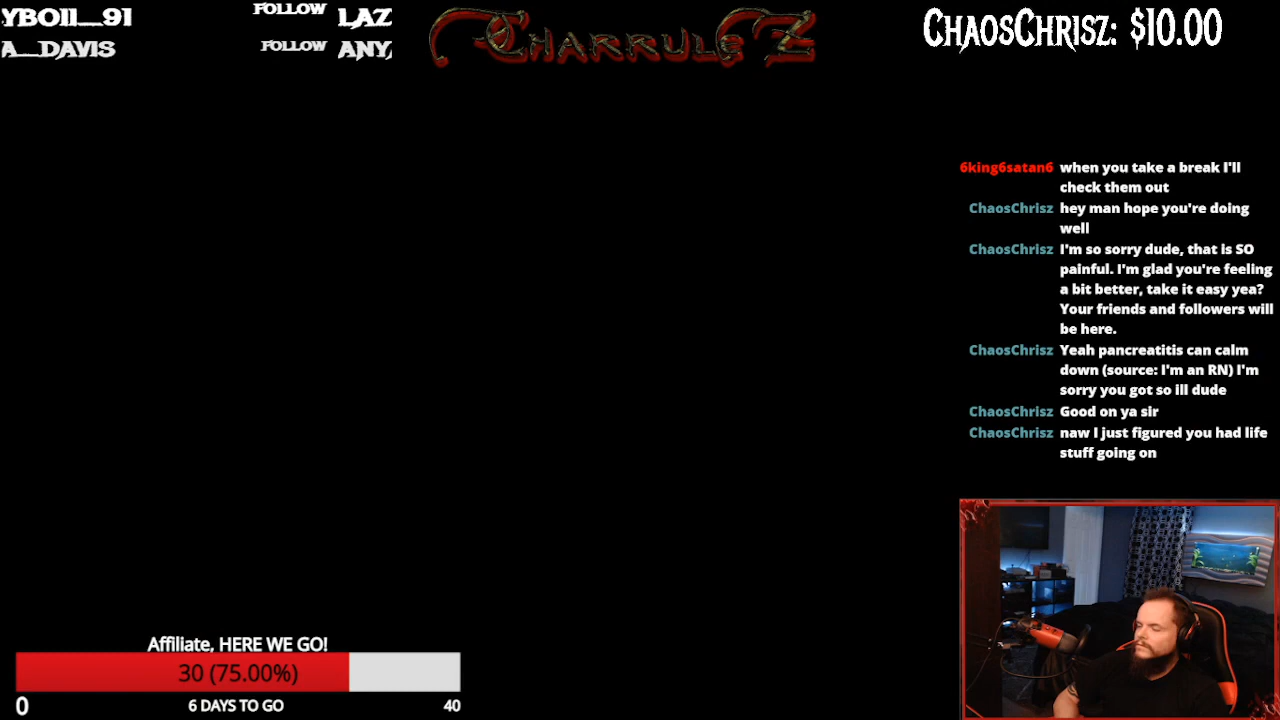 YBOII_91 FOLLOW LAZ
A_DAVIS FOLLOW ANY
CHARRULEZ
CHAOSCHRISZ: $10.00
6king6satan6 when you take a break I'll
check them out
ChaosChrisz hey man hope you're doing
well
ChaosChrisz I'm so sorry dude, that is SO
painful. I'm glad you're feeling
a bit better, take it easy yea?
Your friends and followers will
be here.
ChaosChrisz Yeah pancreatitis can calm
down (source: I'm an RN) I'm
sorry you got so ill dude
ChaosChrisz Good on ya sir
ChaosChrisz naw I just figured you had life
stuff going on
Affiliate, HERE WE GO!
30 (75.00%)
0 6 DAYS TO GO 40